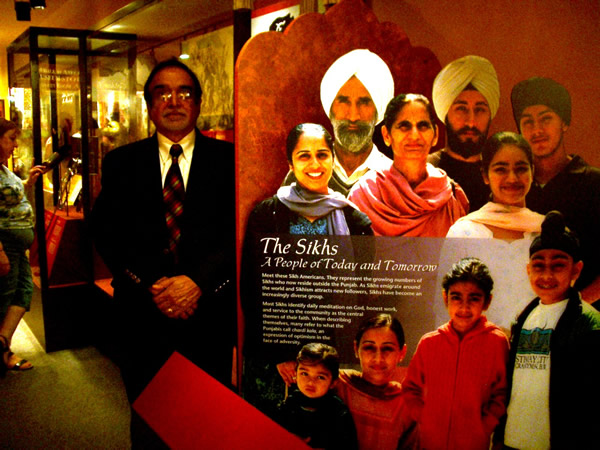 The Sikhs
A People of Today and Tomorrow
Meet these Sikh Americans. They represent the growing numbers of
Sikhs who now reside outside of the Punjab. As Sikhs emigrate around
the world and Sikhism attracts new followers, Sikhs have become an
increasingly diverse group.
Most Sikhs identify daily meditation on God, honest work,
and service to the community as the central
themes of their faith. When describing
themselves, many refer to what the
Punjabis call chardi kala, an
expression of optimism in the
face of adversity.